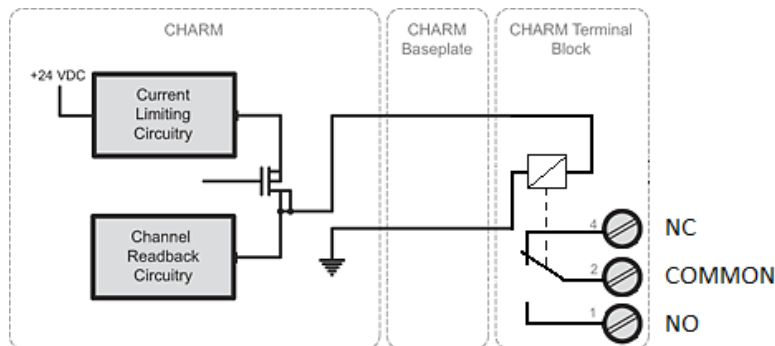 CHARM
CHARM
Baseplate
CHARM Terminal
Block
+24 VDC
Current
Limiting
Circuitry
Channel
Readback
Circuitry
4
NC
2
COMMON
1
NO